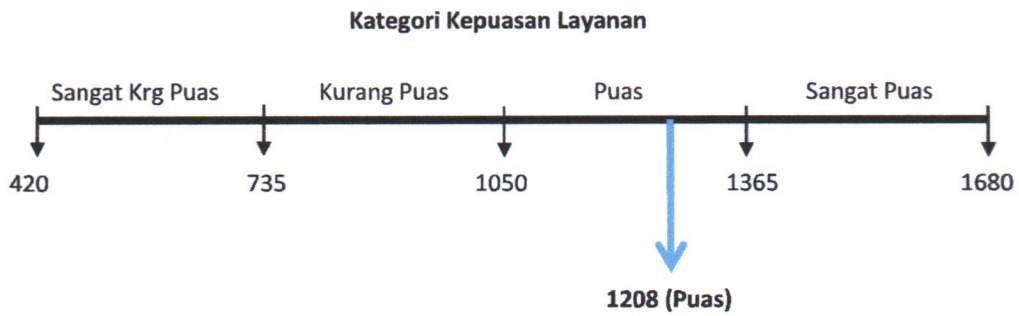 Kategori Kepuasan Layanan
Sangat Krg Puas Kurang Puas Puas Sangat Puas
420 735 1050 1365 1680
1208 (Puas)